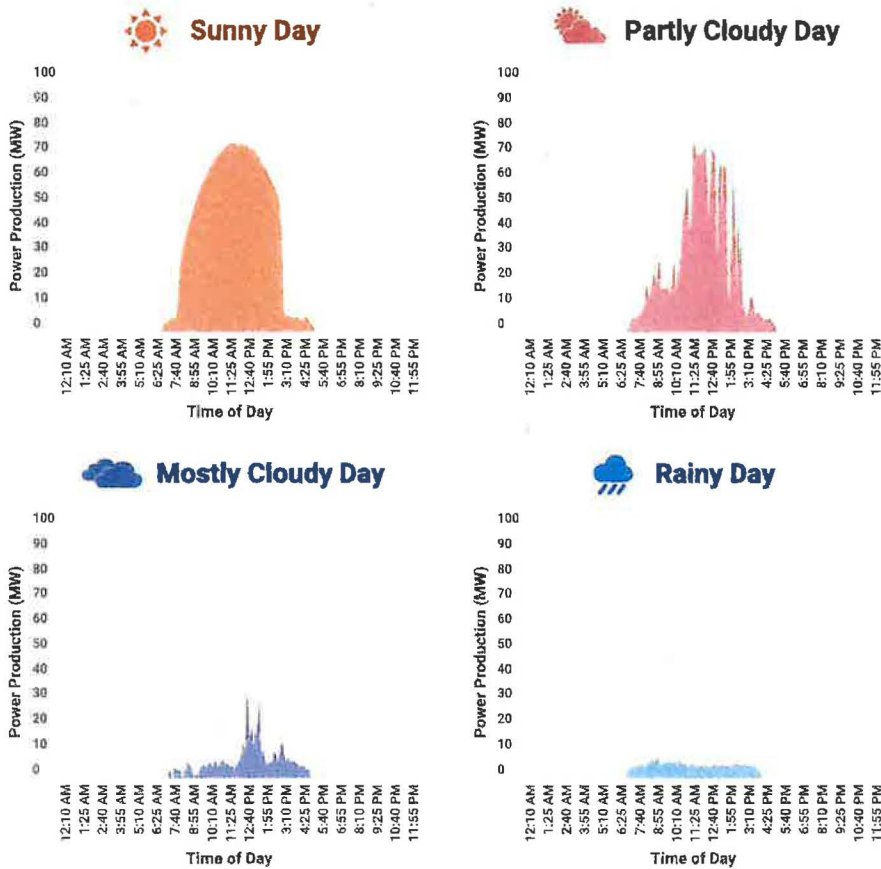 Sunny Day
Power Production (MW)
100
90
80
70
60
50
40
30
20
10
0
12:10 AM
1:25 AM
2:40 AM
3:55 AM
5:10 AM
6:25 AM
7:40 AM
8:55 AM
10:10 AM
11:25 AM
12:40 PM
1:55 PM
3:10 PM
4:25 PM
5:40 PM
6:55 PM
8:10 PM
9:25 PM
10:40 PM
11:55 PM
Time of Day
Partly Cloudy Day
Power Production (MW)
100
90
80
70
60
50
40
30
20
10
0
12:10 AM
1:25 AM
2:40 AM
3:55 AM
5:10 AM
6:25 AM
7:40 AM
8:55 AM
10:10 AM
11:25 AM
12:40 PM
1:55 PM
3:10 PM
4:25 PM
5:40 PM
6:55 PM
8:10 PM
9:25 PM
10:40 PM
11:55 PM
Time of Day
Mostly Cloudy Day
Power Production (MW)
100
90
80
70
60
50
40
30
20
10
0
12:10 AM
1:25 AM
2:40 AM
3:55 AM
5:10 AM
6:25 AM
7:40 AM
8:55 AM
10:10 AM
11:25 AM
12:40 PM
1:55 PM
3:10 PM
4:25 PM
5:40 PM
6:55 PM
8:10 PM
9:25 PM
10:40 PM
11:55 PM
Time of Day
Rainy Day
Power Production (MW)
100
90
80
70
60
50
40
30
20
10
0
12:10 AM
1:25 AM
2:40 AM
3:55 AM
5:10 AM
6:25 AM
7:40 AM
8:55 AM
10:10 AM
11:25 AM
12:40 PM
1:55 PM
3:10 PM
4:25 PM
5:40 PM
6:55 PM
8:10 PM
9:25 PM
10:40 PM
11:55 PM
Time of Day